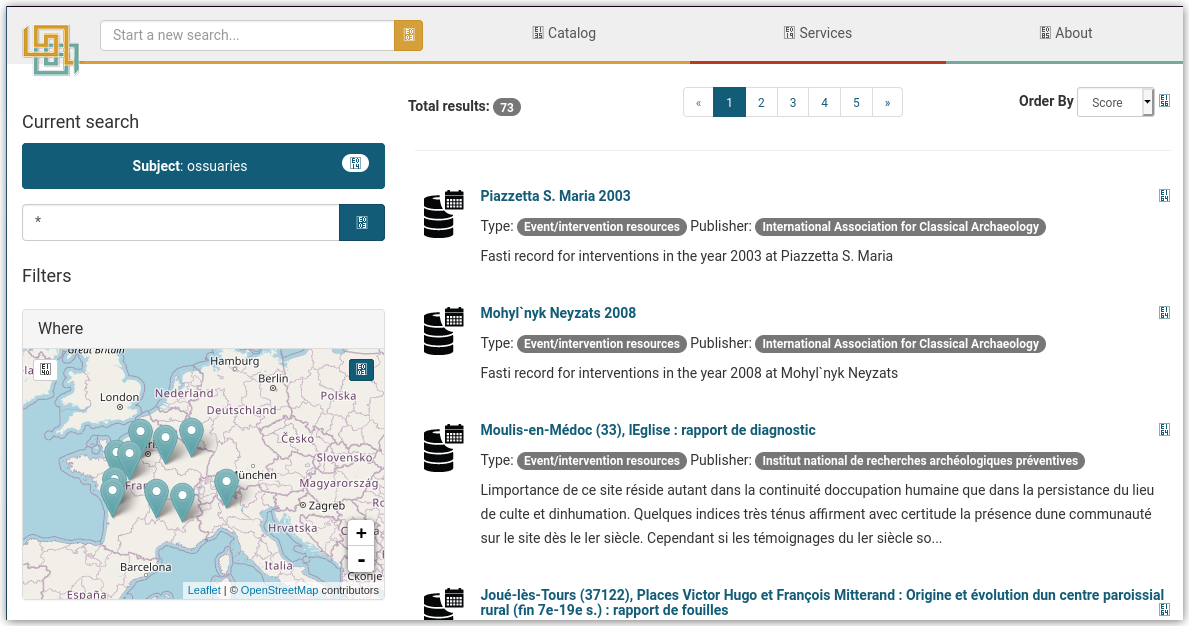 Start a new search...
Catalog
Services
About
Total results: 73
« 1 2 3 4 5 »
Order By Score
Current search
Subject: ossuaries
*
Filters
Where
Great Britain
Hamburg
Berlin
London
Nederland
Polska
Deutschland
Česko
Slovensko
München
Magyarország
Zagreb
Hrvatska
Barcelona
Italia
España
Скопје
+
-
Leaflet | © OpenStreetMap contributors
Piazzetta S. Maria 2003
Type: Event/intervention resources Publisher: International Association for Classical Archaeology
Fasti record for interventions in the year 2003 at Piazzetta S. Maria
Mohyl`nyk Neyzats 2008
Type: Event/intervention resources Publisher: International Association for Classical Archaeology
Fasti record for interventions in the year 2008 at Mohyl`nyk Neyzats
Moulis-en-Médoc (33), lEglise : rapport de diagnostic
Type: Event/intervention resources Publisher: Institut national de recherches archéologiques préventives
Limportance de ce site réside autant dans la continuité doccupation humaine que dans la persistance du lieu
de culte et dinhumation. Quelques indices très ténus affirment avec certitude la présence dune communauté
sur le site dès le Ier siècle. Cependant si les témoignages du Ier siècle so...
Joué-lès-Tours (37122), Places Victor Hugo et François Mitterand : Origine et évolution dun centre paroissial
rural (fin 7e-19e s.) : rapport de fouilles